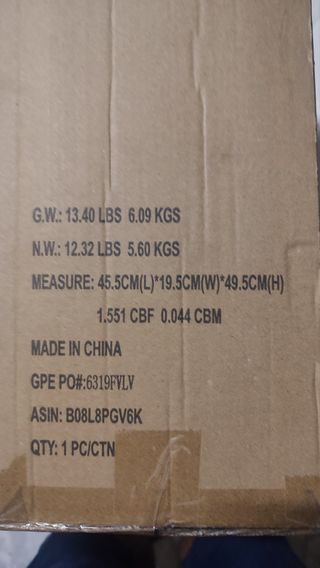 G.W.: 13.40 LBS 6.09 KGS
N.W.: 12.32 LBS 5.60 KGS
MEASURE: 45.5CM(L)*19.5CM(W)*49.5CM(H)
1.551 CBF 0.044 CBM
MADE IN CHINA
GPE PO#:6319FVLV
ASIN: B08L8PGV6K
QTY: 1 PC/CTN